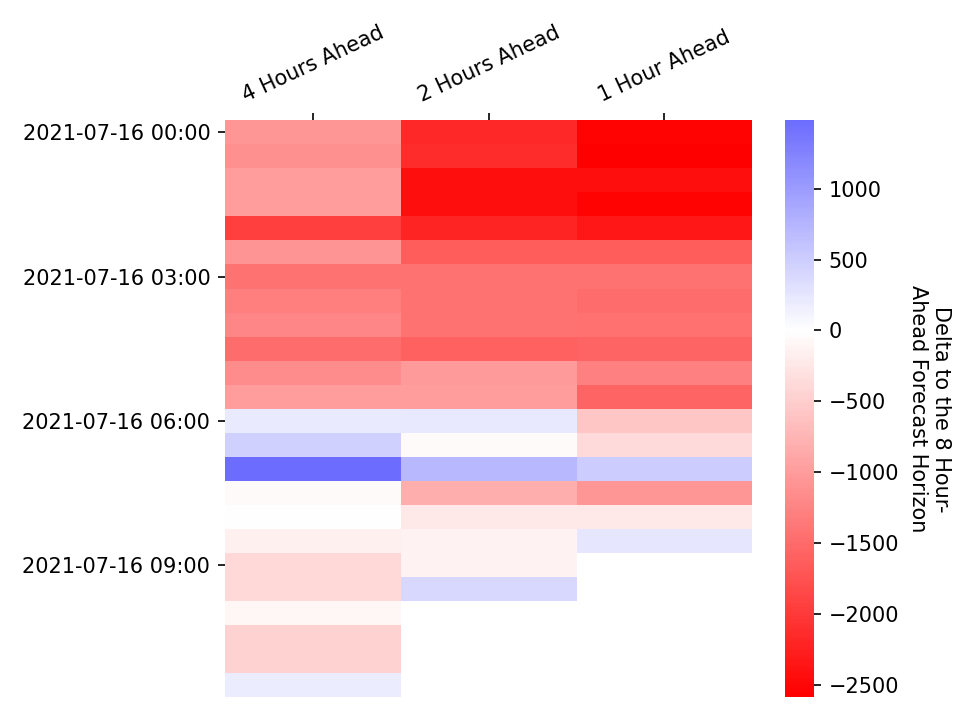 4 Hours Ahead
2 Hours Ahead
1 Hour Ahead
2021-07-16 00:00
2021-07-16 03:00
2021-07-16 06:00
2021-07-16 09:00
1000
500
0
−500
−1000
−1500
−2000
−2500
Delta to the 8 Hour-
Ahead Forecast Horizon